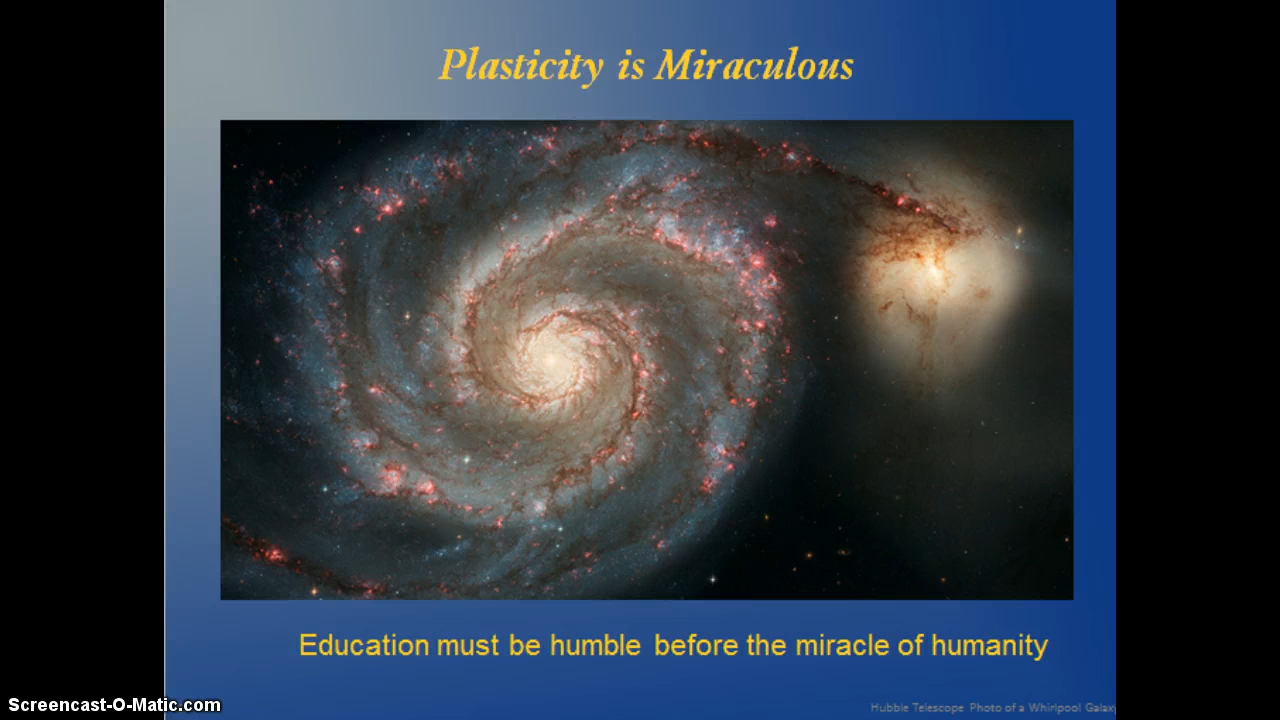 Plasticity is Miraculous
Education must be humble before the miracle of humanity
Hubble Telescope Photo of a Whirlpool Galax
Screencast-O-Matic.com